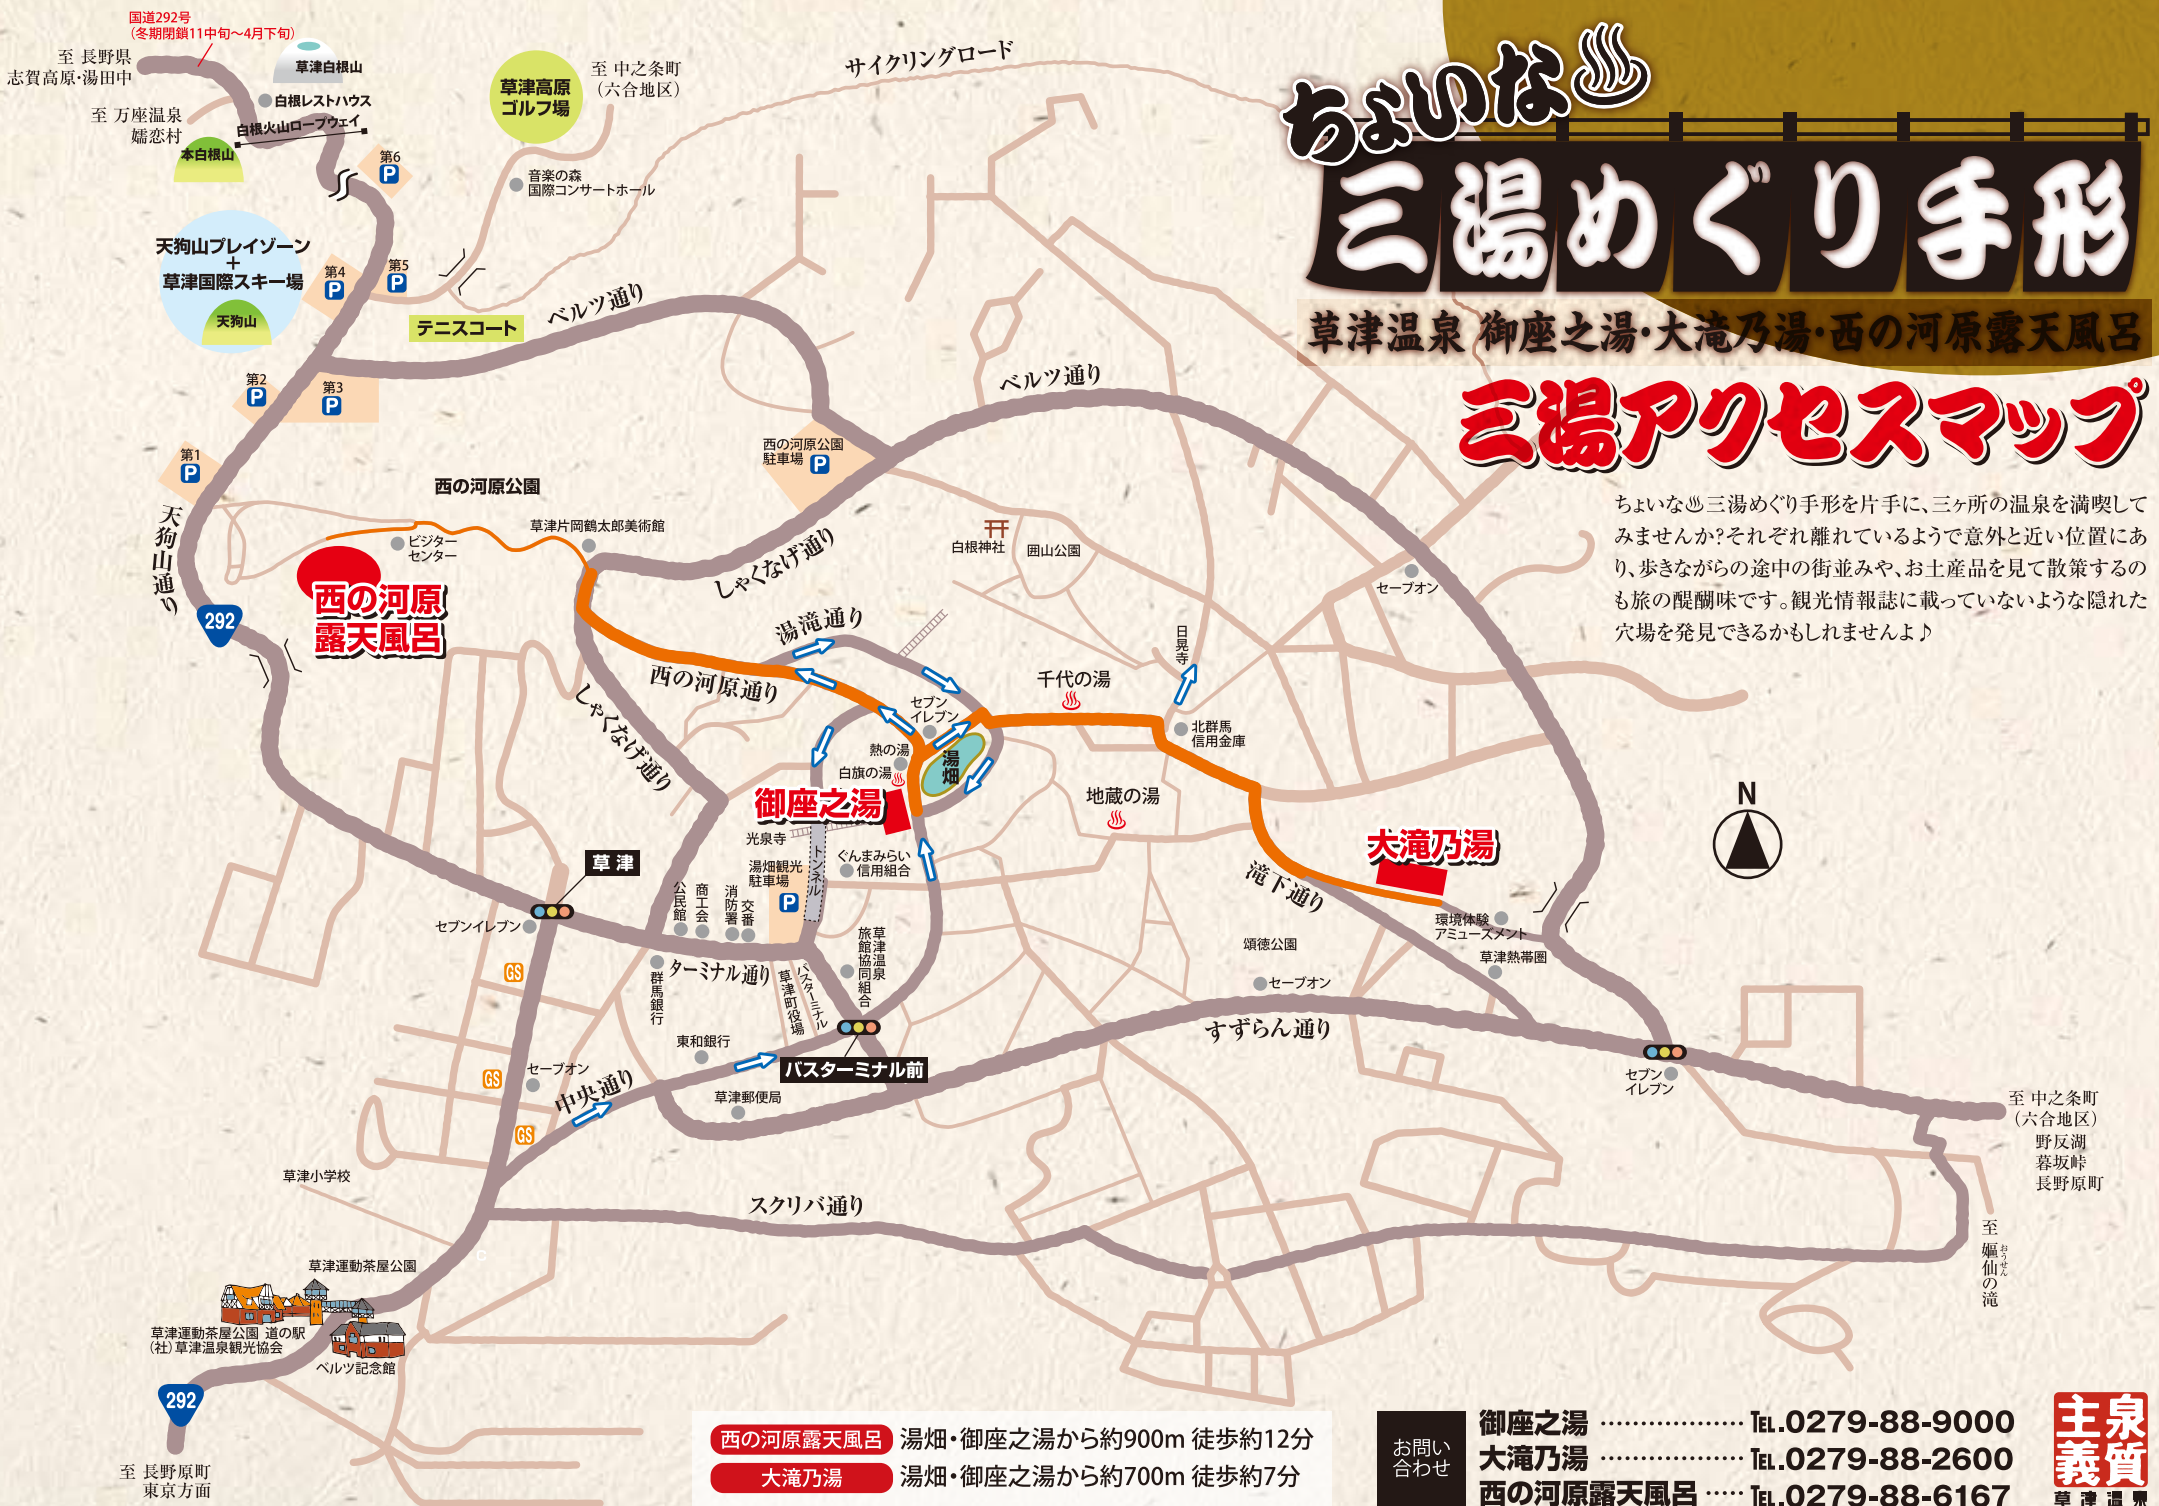 国道292号
(冬期閉鎖11中旬〜4月下旬)
至 長野県
志賀高原・湯田中
草津白根山
白根レストハウス
至 万座温泉
嬬恋村
白根火山ロープウェイ
本白根山
第6
P
草津高原
ゴルフ場
至 中之条町
(六合地区)
音楽の森
国際コンサートホール
サイクリングロード
ちょいな♨
三湯めぐり手形
草津温泉 御座之湯・大滝乃湯・西の河原露天風呂
三湯アクセスマップ
ちょいな♨三湯めぐり手形を片手に、三ヶ所の温泉を満喫して
みませんか?それぞれ離れているようで意外と近い位置にあ
り、歩きながらの途中の街並みや、お土産品を見て散策するの
も旅の醍醐味です。観光情報誌に載っていないような隠れた
穴場を発見できるかもしれませんよ♪
天狗山プレイゾーン
+
草津国際スキー場
天狗山
第4
P
第5
P
テニスコート
ベルツ通り
第2
P
第3
P
第1
P
ベルツ通り
西の河原公園
駐車場 P
西の河原公園
草津片岡鶴太郎美術館
ビジター
センター
天狗山通り
292
西の河原
露天風呂
しゃくなげ通り
白根神社
囲山公園
セーブオン
湯滝通り
西の河原通り
日晃寺
千代の湯
しゃくなげ通り
セブン
イレブン
北群馬
信用金庫
熱の湯
白旗の湯
湯畑
御座之湯
地蔵の湯
光泉寺
トンネル
ぐんまみらい
信用組合
湯畑観光
駐車場
P
大滝乃湯
滝下通り
N
草津
セブンイレブン
公民館
商工会
消防署
交番
GS
ターミナル通り
群馬銀行
草津温泉
旅館協同組合
バスターミナル
草津町役場
頌徳公園
セーブオン
環境体験
アミューズメント
草津熱帯圏
すずらん通り
東和銀行
バスターミナル前
GS
セーブオン
中央通り
草津郵便局
GS
セブン
イレブン
至 中之条町
(六合地区)
野反湖
暮坂峠
長野原町
草津小学校
スクリバ通り
至 嫗仙の滝
おうせん
C
草津運動茶屋公園
草津運動茶屋公園 道の駅
(社)草津温泉観光協会
ベルツ記念館
292
至 長野原町
東京方面
西の河原露天風呂 湯畑・御座之湯から約900m 徒歩約12分
大滝乃湯 湯畑・御座之湯から約700m 徒歩約7分
お問い
合わせ
御座之湯 ‥‥‥‥‥‥‥‥‥ TEL.0279-88-9000
大滝乃湯 ‥‥‥‥‥‥‥‥‥ TEL.0279-88-2600
西の河原露天風呂 ‥‥‥ TEL.0279-88-6167
泉質
主義
草津温泉